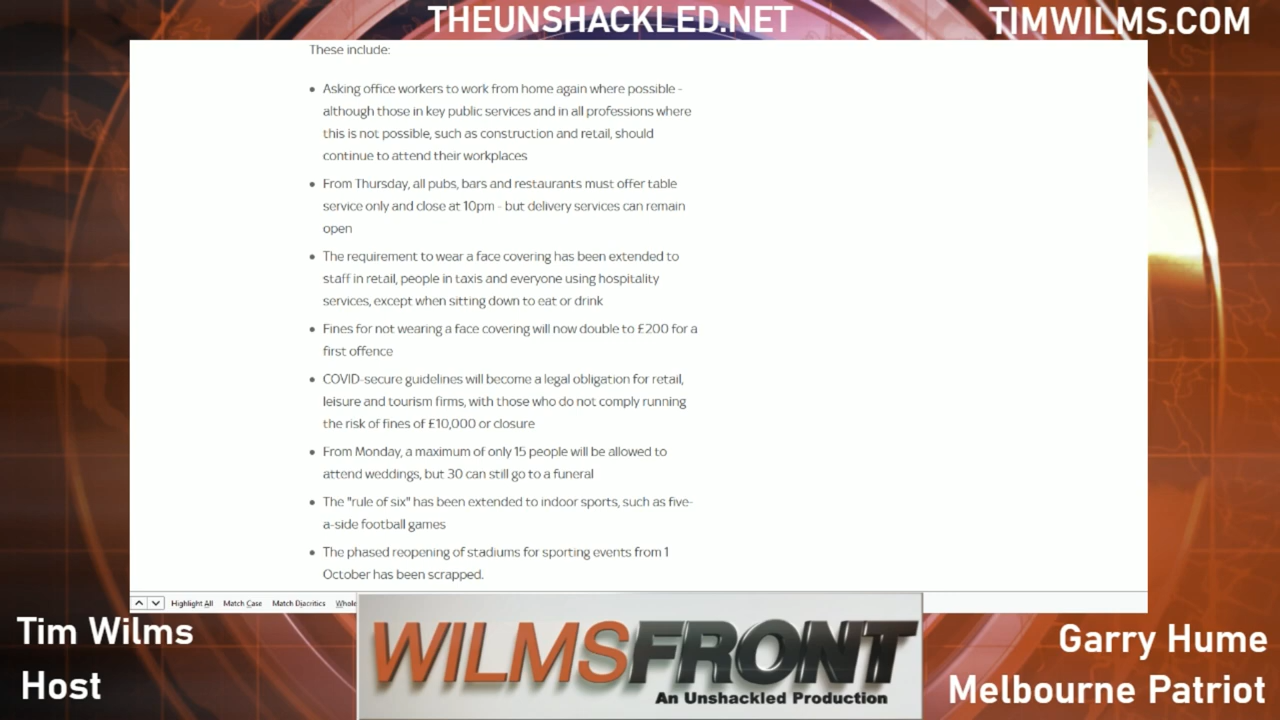 THEUNSHACKLED.NET
TIMWILMS.COM
These include:
• Asking office workers to work from home again where possible -
although those in key public services and in all professions where
this is not possible, such as construction and retail, should
continue to attend their workplaces
• From Thursday, all pubs, bars and restaurants must offer table
service only and close at 10pm - but delivery services can remain
open
• The requirement to wear a face covering has been extended to
staff in retail, people in taxis and everyone using hospitality
services, except when sitting down to eat or drink
• Fines for not wearing a face covering will now double to £200 for a
first offence
• COVID-secure guidelines will become a legal obligation for retail,
leisure and tourism firms, with those who do not comply running
the risk of fines of £10,000 or closure
• From Monday, a maximum of only 15 people will be allowed to
attend weddings, but 30 can still go to a funeral
• The "rule of six" has been extended to indoor sports, such as five-
a-side football games
• The phased reopening of stadiums for sporting events from 1
October has been scrapped.
Highlight All Match Case Match Diacritics Whole
Tim Wilms
Host
WILMSFRONT
An Unshackled Production
Garry Hume
Melbourne Patriot